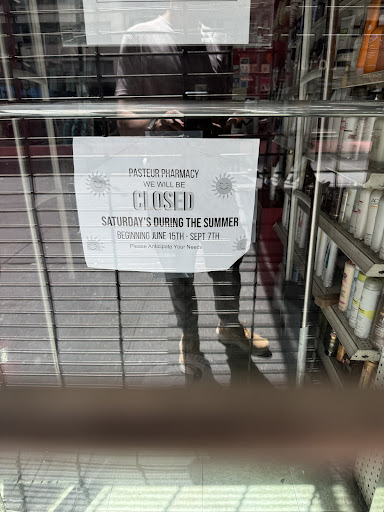 PASTEUR PHARMACY
WE WILL BE
CLOSED
SATURDAY'S DURING THE SUMMER
BEGINNING JUNE 15TH - SEPT 7TH
Please Anticipate Your Needs